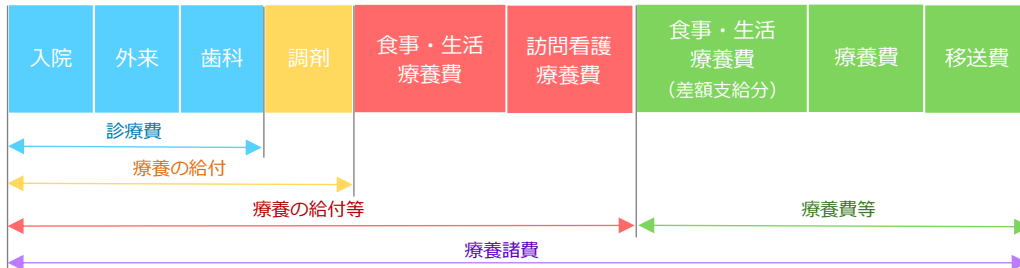 入院
外来
歯科
調剤
食事・生活
療養費
訪問看護
療養費
食事・生活
療養費
（差額支給分）
療養費
移送費
診療費
療養の給付
療養の給付等
療養費等
療養諸費